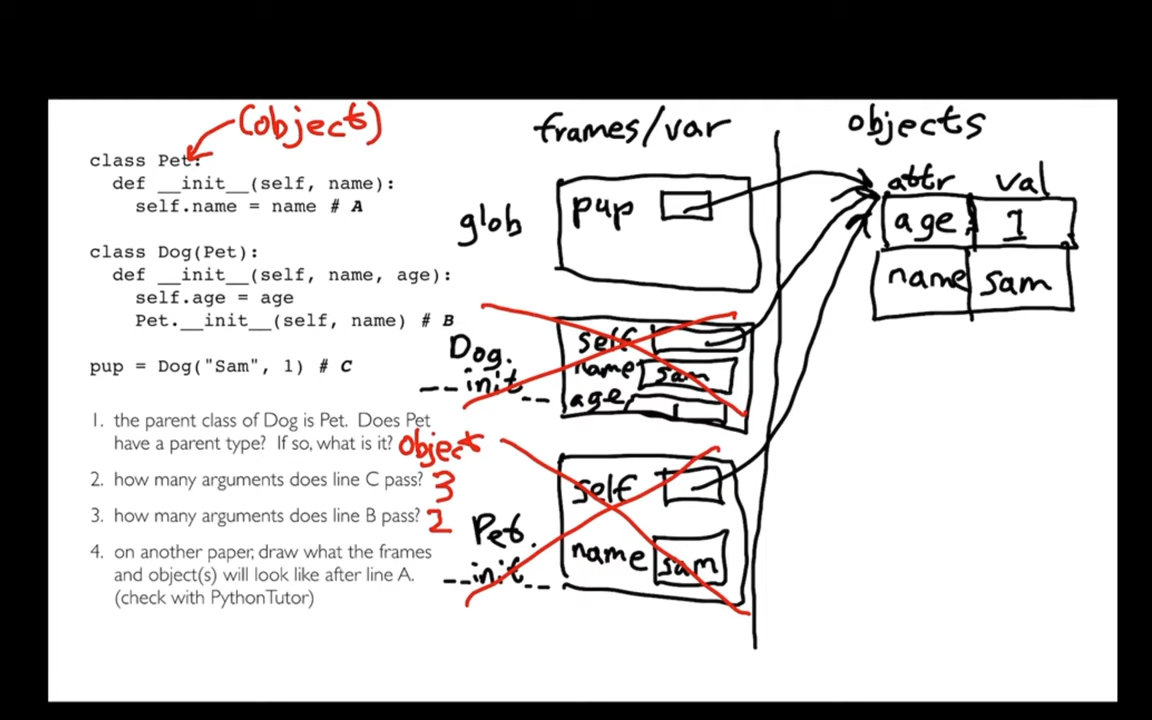 (object)
class Pet:
def __init__(self, name):
self.name = name # A
class Dog(Pet):
def __init__(self, name, age):
self.age = age
Pet.__init__(self, name) # B
pup = Dog("Sam", 1) # C
1. the parent class of Dog is Pet. Does Pet
have a parent type? If so, what is it? object
2. how many arguments does line C pass? 3
3. how many arguments does line B pass? 2
4. on another paper, draw what the frames
and object(s) will look like after line A.
(check with PythonTutor)
frames/var
glob
pup
Dog.
__init__
self
name sam
age
Pet.
__init__
self
name sam
objects
attr val
age 1
name sam